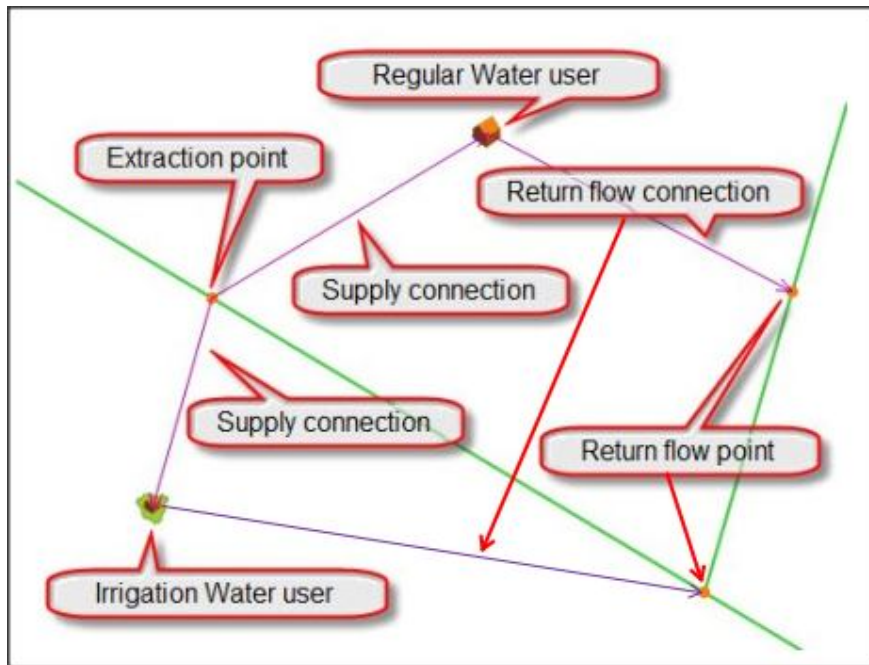 Regular Water user
Extraction point
Return flow connection
Supply connection
Supply connection
Return flow point
Irrigation Water user